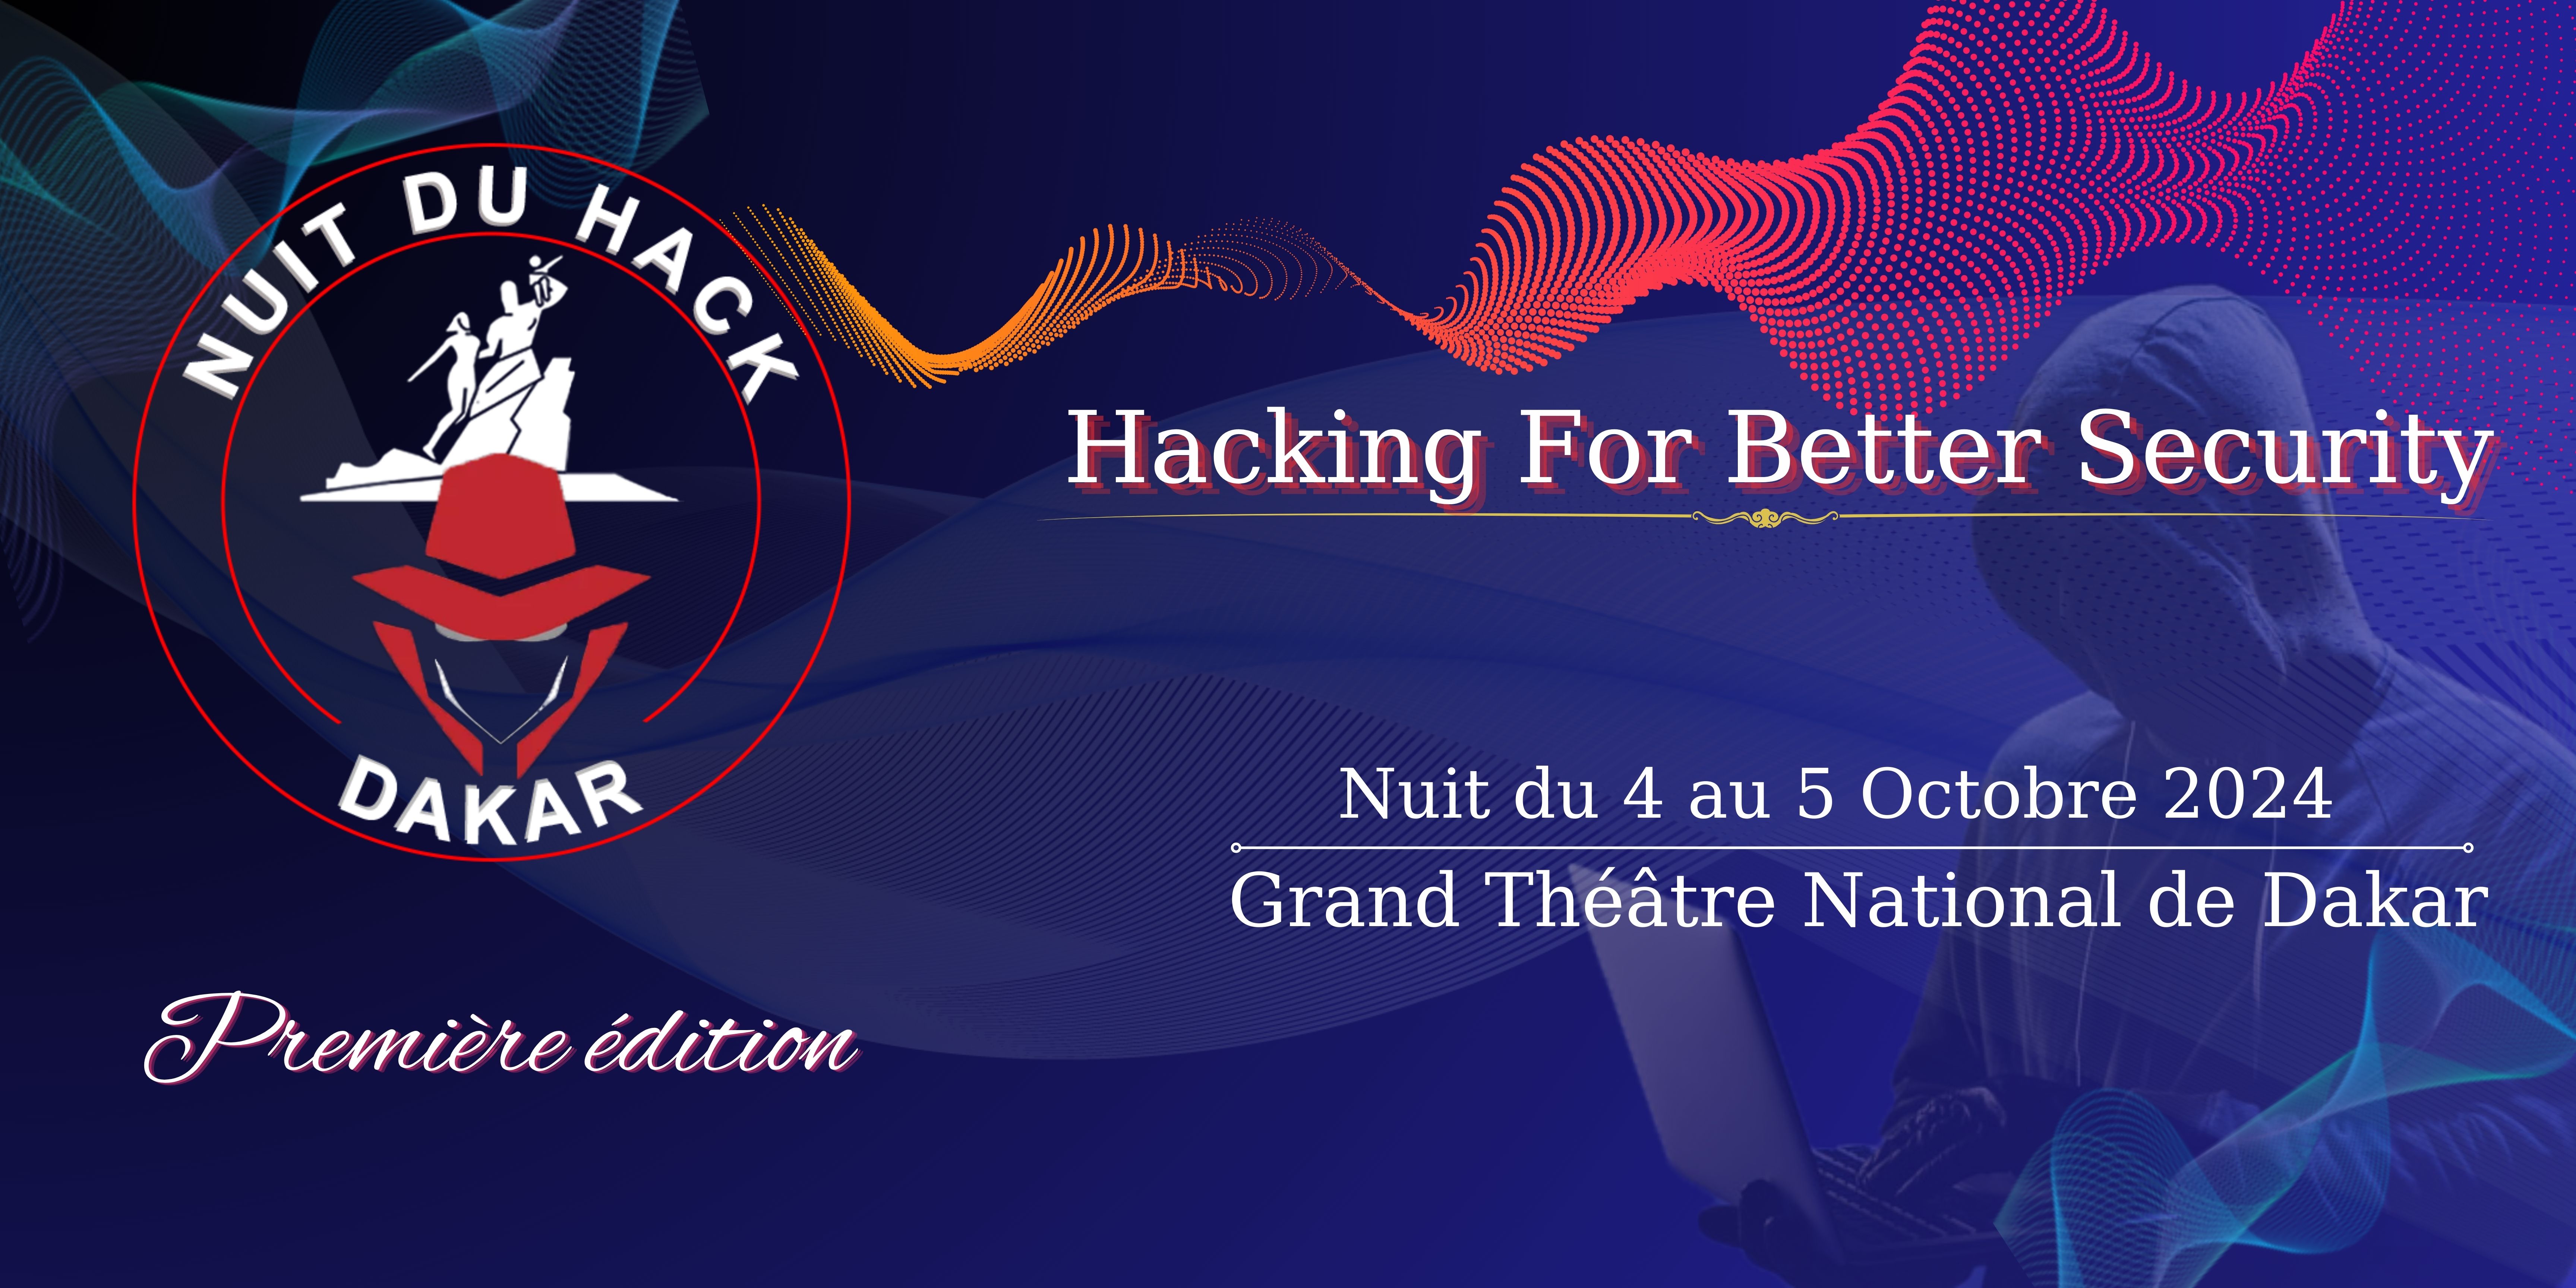 NUIT DU HACK
DAKAR
Première édition
Hacking For Better Security
Nuit du 4 au 5 Octobre 2024
Grand Théâtre National de Dakar